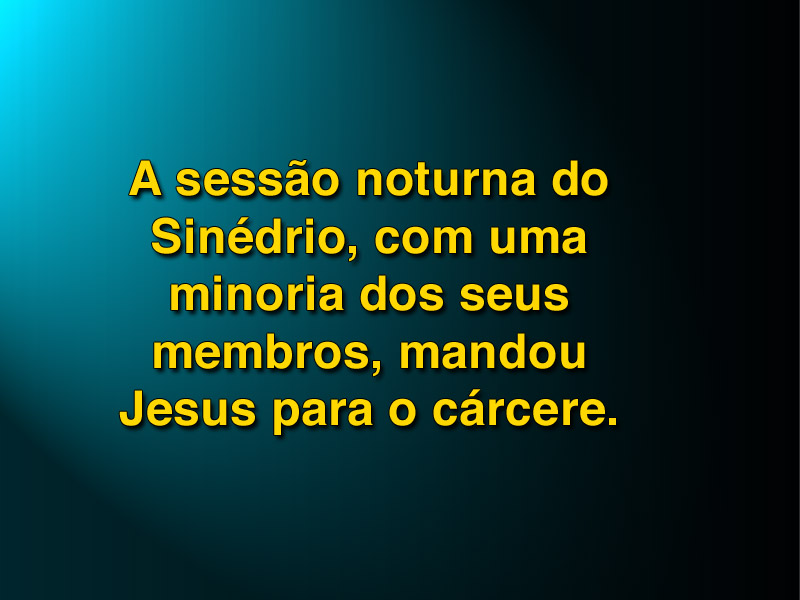 A sessão noturna do
Sinédrio, com uma
minoria dos seus
membros, mandou
Jesus para o cárcere.